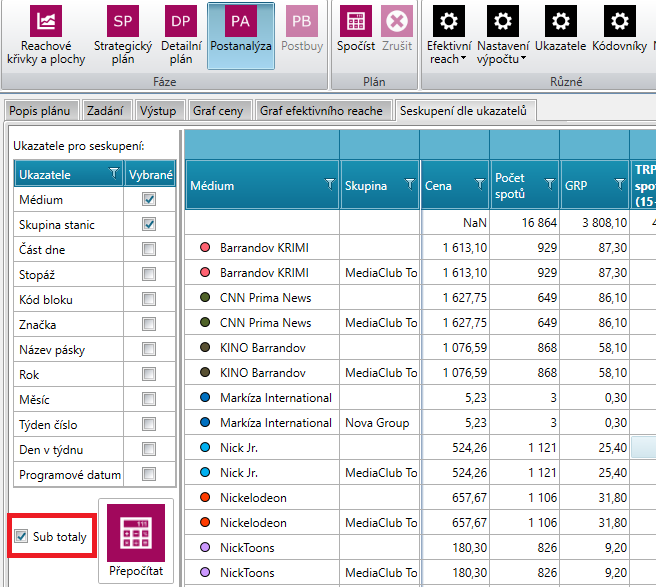 SP DP PA PB
Reachové křivky a plochy
Strategický plán
Detailní plán
Postanalýza
Postbuy
Spočíst
Zrušit
Efektivní reach
Nastavení výpočtu
Ukazatele
Kódovníky
Fáze Plán Různé
Popis plánu Zadání Výstup Graf ceny Graf efektivního reache Seskupení dle ukazatelů
Ukazatele pro seskupení:
Ukazatele Vybrané
Médium
Skupina stanic
Část dne
Stopáž
Kód bloku
Značka
Název pásky
Rok
Měsíc
Týden číslo
Den v týdnu
Programové datum
Sub totaly
Přepočítat
Médium Skupina Cena Počet spotů GRP TRP
NaN 16 864 3 808,10
Barrandov KRIMI 1 613,10 929 87,30
Barrandov KRIMI MediaClub To 1 613,10 929 87,30
CNN Prima News 1 627,75 649 86,10
CNN Prima News MediaClub To 1 627,75 649 86,10
KINO Barrandov 1 076,59 868 58,10
KINO Barrandov MediaClub To 1 076,59 868 58,10
Markíza International 5,23 3 0,30
Markíza International Nova Group 5,23 3 0,30
Nick Jr. 524,26 1 121 25,40
Nick Jr. MediaClub To 524,26 1 121 25,40
Nickelodeon 657,67 1 106 31,80
Nickelodeon MediaClub To 657,67 1 106 31,80
NickToons 180,30 826 9,20
NickToons MediaClub To 180,30 826 9,20